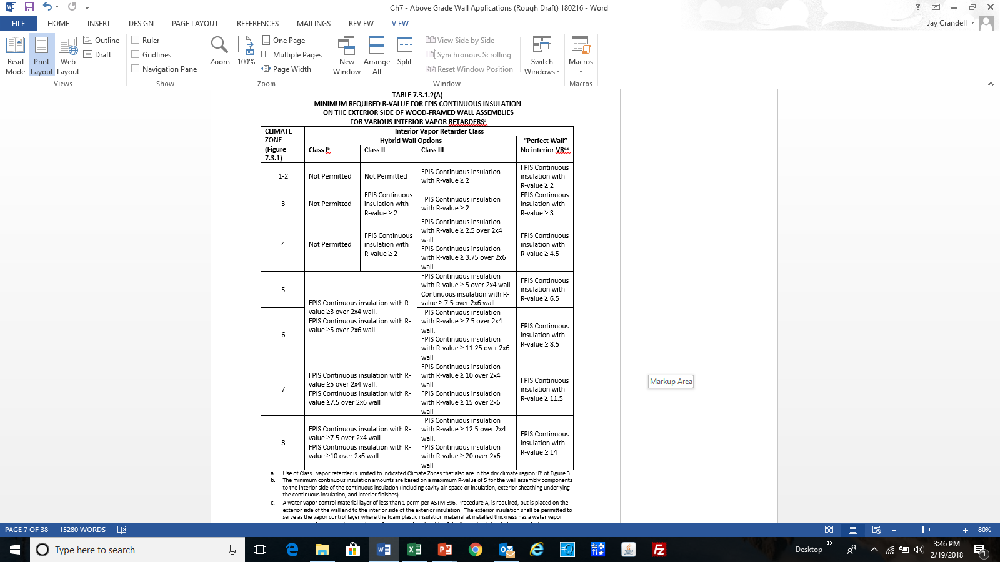 Ch7 - Above Grade Wall Applications (Rough Draft) 180216 - Word
FILE HOME INSERT DESIGN PAGE LAYOUT REFERENCES MAILINGS REVIEW VIEW
Jay Crandell
Read Mode
Print Layout
Web Layout
Outline
Draft
Views
Ruler
Gridlines
Navigation Pane
Show
Zoom
100%
One Page
Multiple Pages
Page Width
Zoom
New Window
Arrange All
Split
View Side by Side
Synchronous Scrolling
Reset Window Position
Window
Switch Windows
Macros
Macros
TABLE 7.3.1.2(A)
MINIMUM REQUIRED R-VALUE FOR FPIS CONTINUOUS INSULATION
ON THE EXTERIOR SIDE OF WOOD-FRAMED WALL ASSEMBLIES
FOR VARIOUS INTERIOR VAPOR RETARDERSa
CLIMATE
ZONE
(Figure
7.3.1)
Interior Vapor Retarder Class
Hybrid Wall Options
“Perfect Wall”
Class Ib
Class II
Class III
No interior VRc,d
1-2
Not Permitted
Not Permitted
FPIS Continuous insulation
with R-value ≥ 2
FPIS Continuous
insulation with
R-value ≥ 2
3
Not Permitted
FPIS Continuous
insulation with
R-value ≥ 2
FPIS Continuous insulation
with R-value ≥ 2
FPIS Continuous
insulation with
R-value ≥ 3
4
Not Permitted
FPIS Continuous
insulation with
R-value ≥ 2
FPIS Continuous insulation
with R-value ≥ 2.5 over 2x4
wall.
FPIS Continuous insulation
with R-value ≥ 3.75 over 2x6
wall
FPIS Continuous
insulation with
R-value ≥ 4.5
5
FPIS Continuous insulation with R-
value ≥3 over 2x4 wall.
FPIS Continuous insulation with R-
value ≥5 over 2x6 wall
FPIS Continuous insulation
with R-value ≥ 5 over 2x4 wall.
Continuous insulation with R-
value ≥ 7.5 over 2x6 wall
FPIS Continuous
insulation with
R-value ≥ 6.5
6
FPIS Continuous insulation
with R-value ≥ 7.5 over 2x4
wall.
FPIS Continuous insulation
with R-value ≥ 11.25 over 2x6
wall
FPIS Continuous
insulation with
R-value ≥ 8.5
7
FPIS Continuous insulation with R-
value ≥5 over 2x4 wall.
FPIS Continuous insulation with R-
value ≥7.5 over 2x6 wall
FPIS Continuous insulation
with R-value ≥ 10 over 2x4
wall.
FPIS Continuous insulation
with R-value ≥ 15 over 2x6
wall
FPIS Continuous
insulation with
R-value ≥ 11.5
8
FPIS Continuous insulation with R-
value ≥7.5 over 2x4 wall.
FPIS Continuous insulation with R-
value ≥10 over 2x6 wall
FPIS Continuous insulation
with R-value ≥ 12.5 over 2x4
wall.
FPIS Continuous insulation
with R-value ≥ 20 over 2x6
wall
FPIS Continuous
insulation with
R-value ≥ 14
a. Use of Class I vapor retarder is limited to indicated Climate Zones that also are in the dry climate region ‘B’ of Figure 3.
b. The minimum continuous insulation amounts are based on a maximum R-value of 5 for the wall assembly components
to the interior side of the continuous insulation (including cavity air-space or insulation, exterior sheathing underlying
the continuous insulation, and interior finishes).
c. A water vapor control material layer of less than 1 perm per ASTM E96, Procedure A, is required, but is placed on the
exterior side of the wall and to the interior side of the exterior insulation. The exterior insulation shall be permitted to
serve as the vapor control layer where the foam plastic insulation material at installed thickness has a water vapor
Markup Area
PAGE 7 OF 38 15280 WORDS
80%
Type here to search
Desktop
3:46 PM
2/19/2018
1